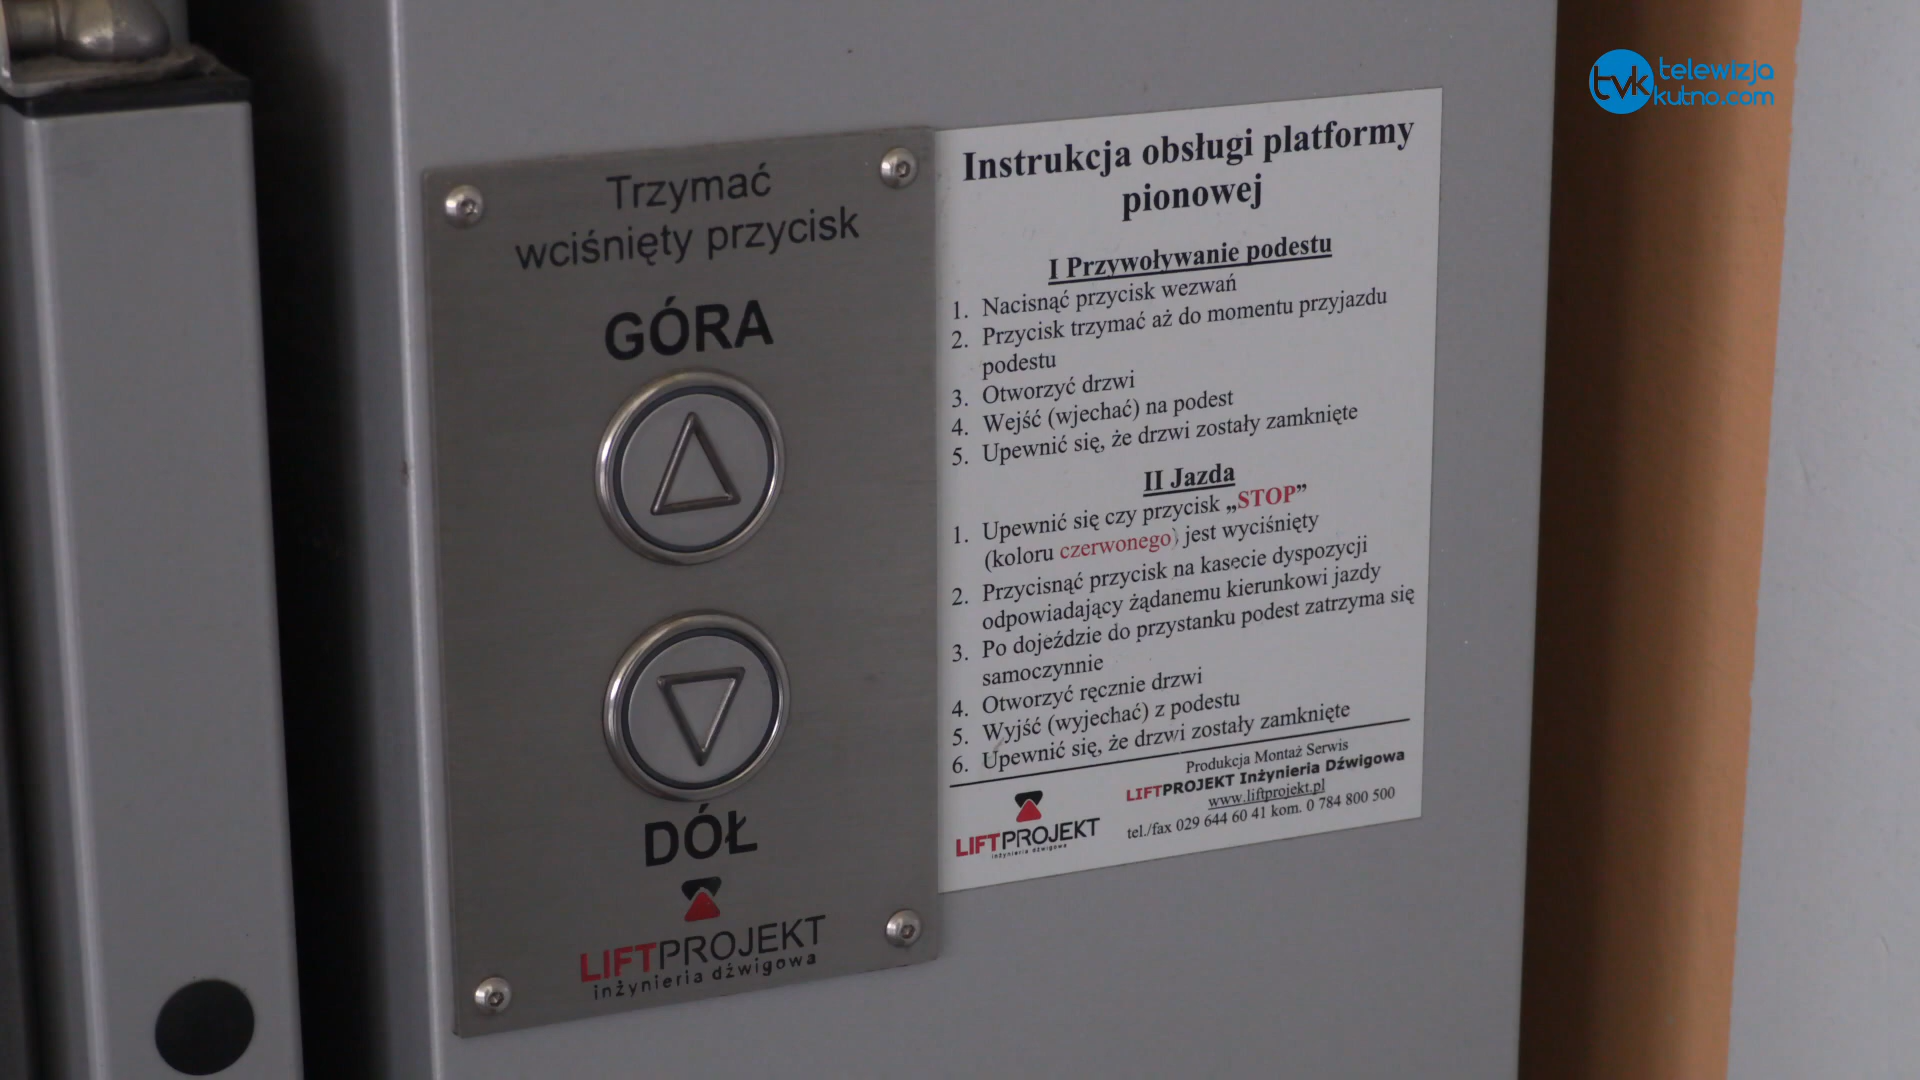 tvk telewizja
kutno.com
Trzymać
wciśnięty przycisk
GÓRA
DÓŁ
LIFTPROJEKT
inżynieria dźwigowa
Instrukcja obsługi platformy
pionowej
I Przywoływanie podestu
1. Nacisnąć przycisk wezwań
2. Przycisk trzymać aż do momentu przyjazdu
podestu
3. Otworzyć drzwi
4. Wejść (wjechać) na podest
5. Upewnić się, że drzwi zostały zamknięte
II Jazda
1. Upewnić się czy przycisk „STOP”
(koloru czerwonego) jest wyciśnięty
2. Przycisnąć przycisk na kasecie dyspozycji
odpowiadający żądanemu kierunkowi jazdy
3. Po dojeździe do przystanku podest zatrzyma się
samoczynnie
4. Otworzyć ręcznie drzwi
5. Wyjść (wyjechać) z podestu
6. Upewnić się, że drzwi zostały zamknięte
LIFTPROJEKT
inżynieria dźwigowa
Produkcja Montaż Serwis
LIFTPROJEKT Inżynieria Dźwigowa
www.liftprojekt.pl
tel./fax 029 644 60 41 kom. 0 784 800 500